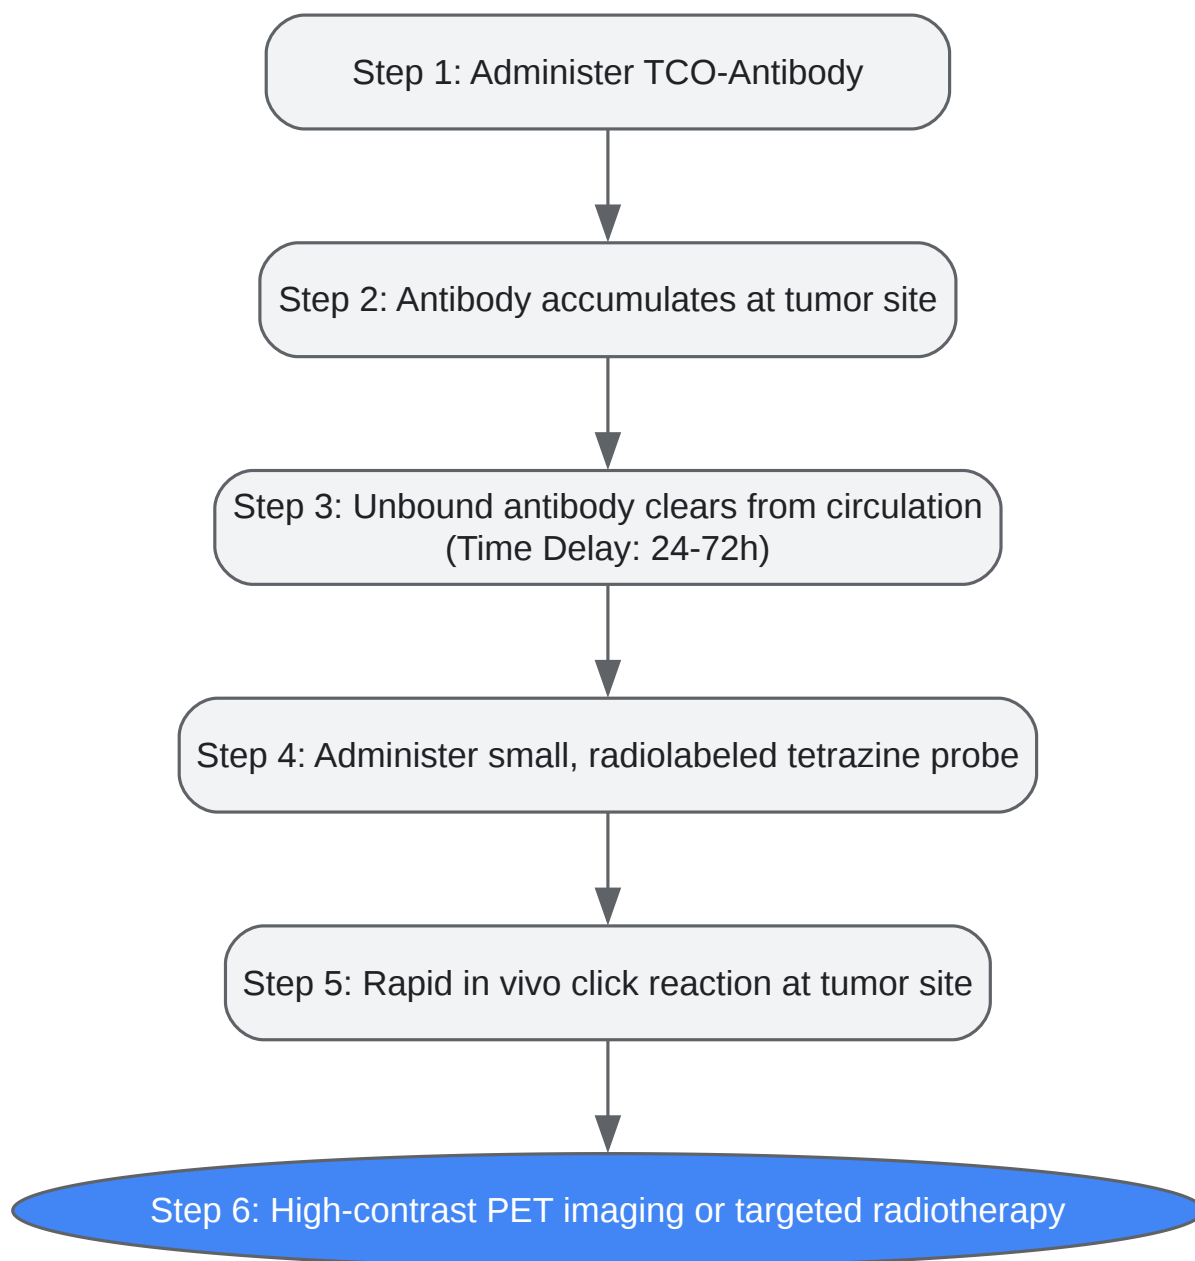 Step 1: Administer TCO-Antibody
Step 2: Antibody accumulates at tumor site
Step 3: Unbound antibody clears from circulation
(Time Delay: 24-72h)
Step 4: Administer small, radiolabeled tetrazine probe
Step 5: Rapid in vivo click reaction at tumor site
Step 6: High-contrast PET imaging or targeted radiotherapy